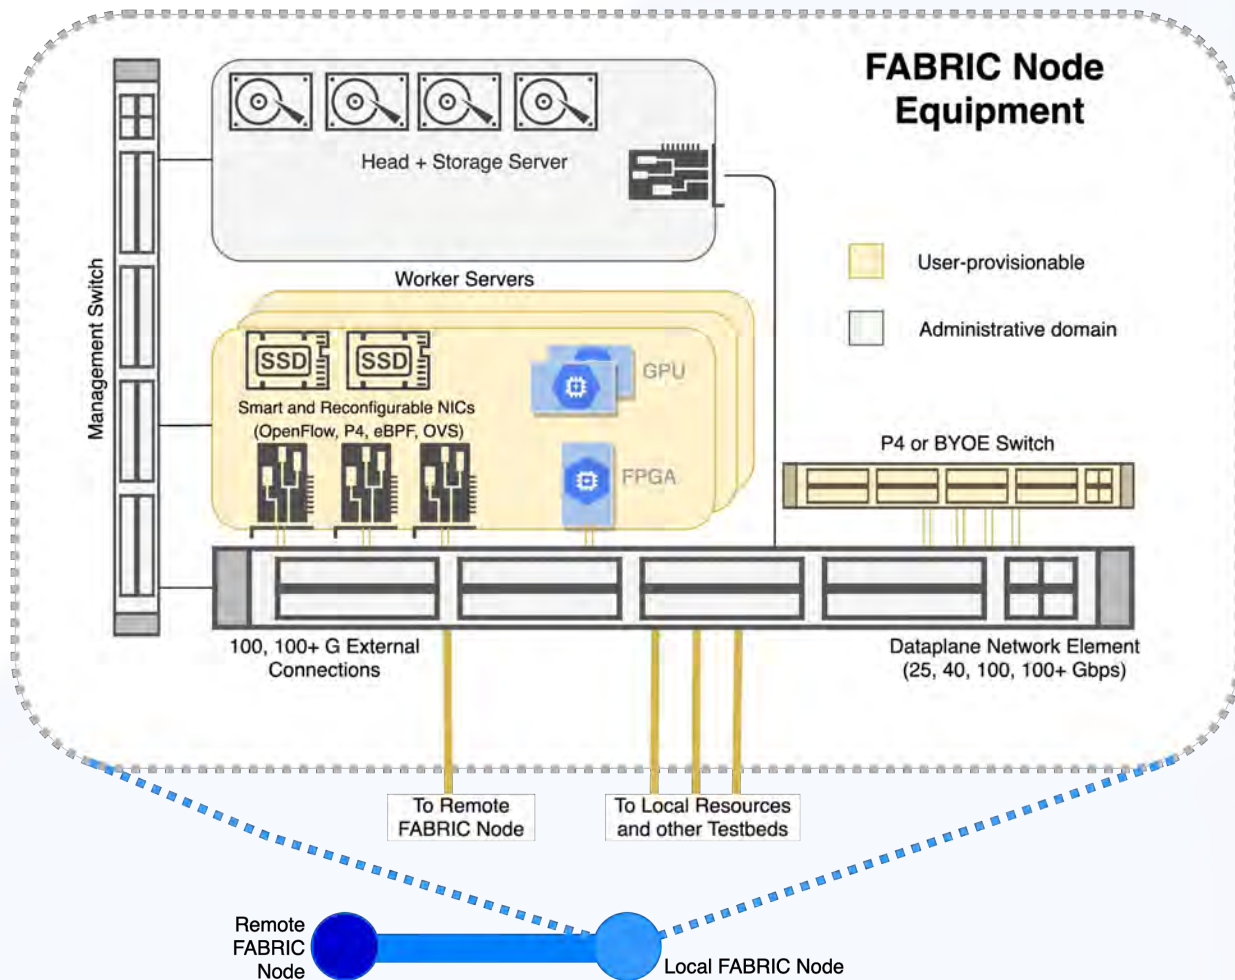 FABRIC Node
Equipment
Head + Storage Server
Management Switch
Worker Servers
User-provisionable
Administrative domain
SSD
SSD
GPU
Smart and Reconfigurable NICs
(OpenFlow, P4, eBPF, OVS)
FPGA
P4 or BYOE Switch
100, 100+ G External
Connections
Dataplane Network Element
(25, 40, 100, 100+ Gbps)
To Remote
FABRIC Node
To Local Resources
and other Testbeds
Remote
FABRIC
Node
Local FABRIC Node